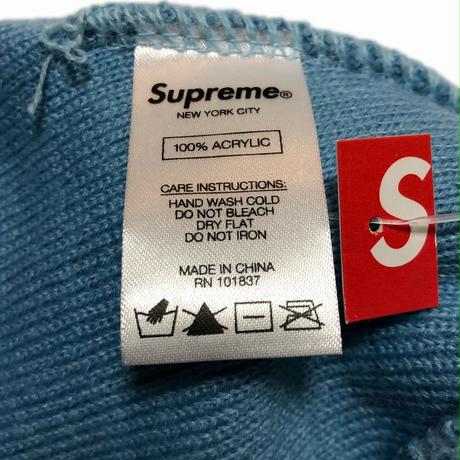 Supreme®
NEW YORK CITY
100% ACRYLIC
CARE INSTRUCTIONS:
HAND WASH COLD
DO NOT BLEACH
DRY FLAT
DO NOT IRON
MADE IN CHINA
RN 101837
S